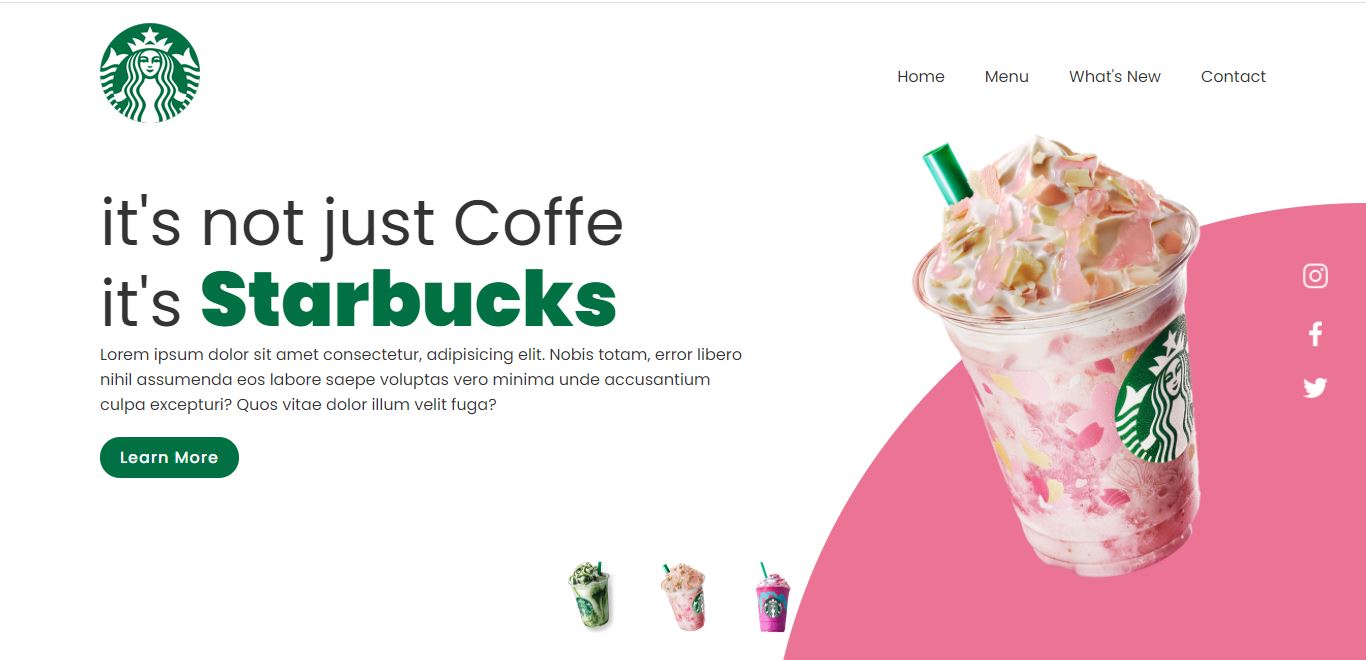 Home Menu What's New Contact
it's not just Coffe
it's Starbucks
Lorem ipsum dolor sit amet consectetur, adipisicing elit. Nobis totam, error libero
nihil assumenda eos labore saepe voluptas vero minima unde accusantium
culpa excepturi? Quos vitae dolor illum velit fuga?
Learn More